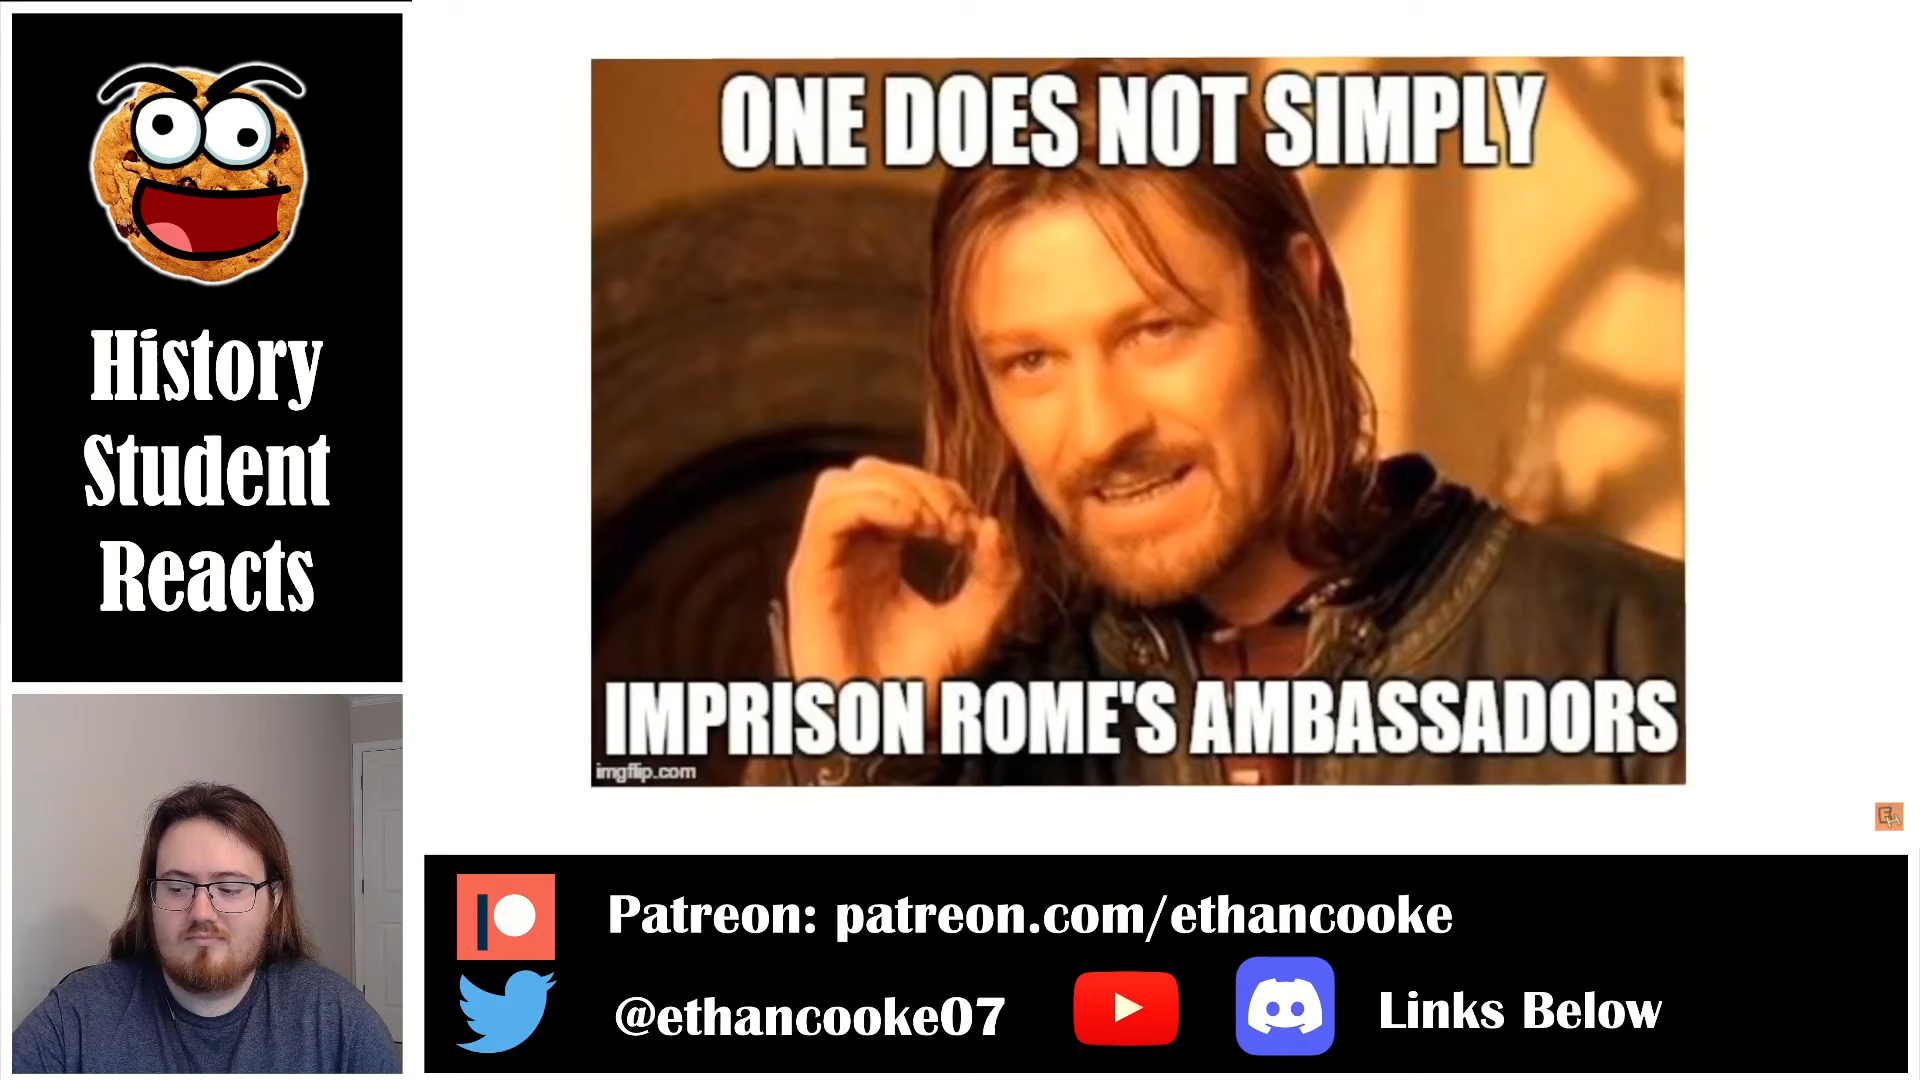 History
Student
Reacts
ONE DOES NOT SIMPLY
IMPRISON ROME'S AMBASSADORS
imgflip.com
EH
Patreon: patreon.com/ethancooke
@ethancooke07
Links Below